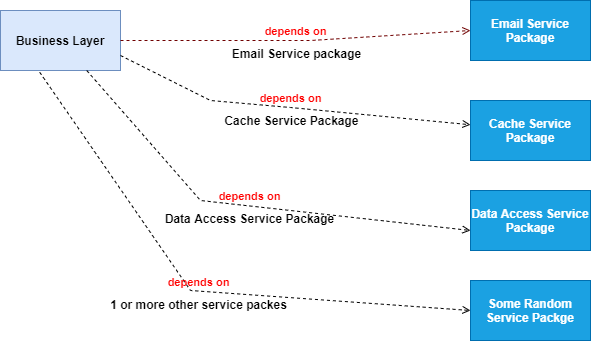 Business Layer
depends on
Email Service package
Email Service
Package
depends on
Cache Service Package
Cache Service
Package
depends on
Data Access Service Package
Data Access Service
Package
depends on
1 or more other service packes
Some Random
Service Packge